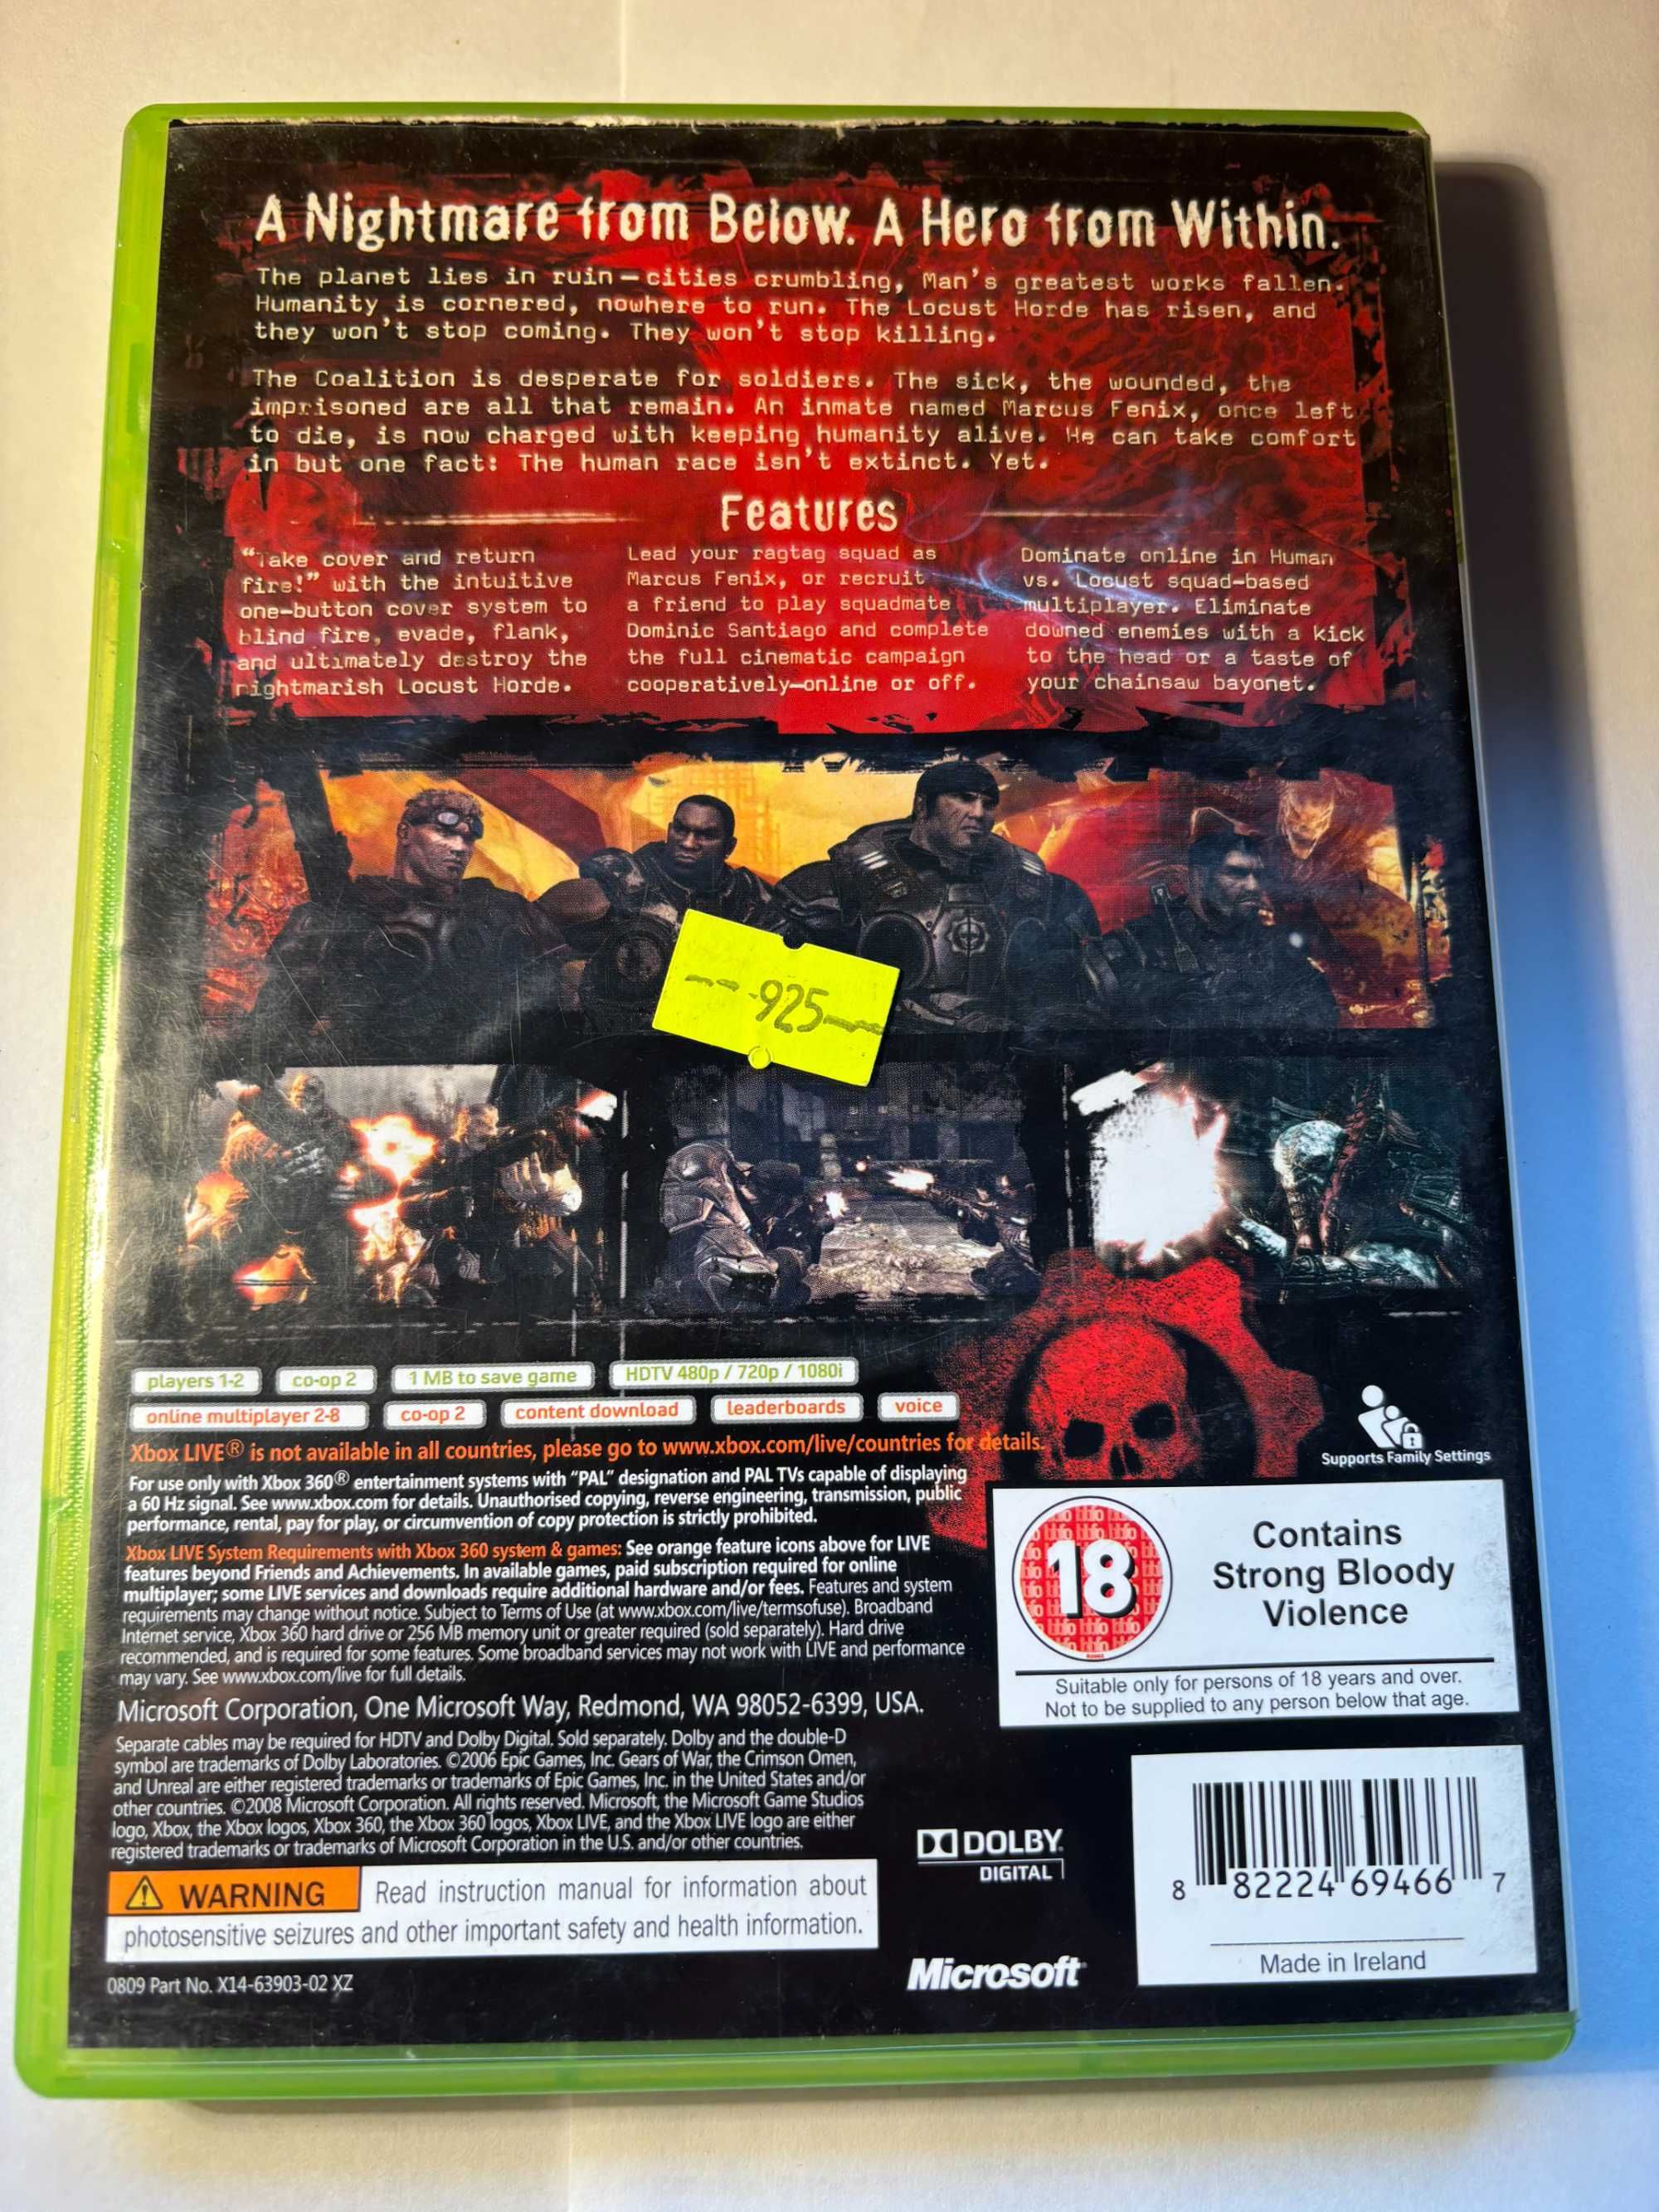 A Nightmare from Below. A Hero from Within.
The planet lies in ruin—cities crumbling, Man's greatest works fallen.
Humanity is cornered, nowhere to run. The Locust Horde has risen, and
they won't stop coming. They won't stop killing.
The Coalition is desperate for soldiers. The sick, the wounded, the
imprisoned are all that remain. An inmate named Marcus Fenix, once left
to die, is now charged with keeping humanity alive. He can take comfort
in but one fact: The human race isn't extinct. Yet.
Features
“Take cover and return
fire!” with the intuitive
one-button cover system to
blind fire, evade, flank,
and ultimately destroy the
nightmarish Locust Horde.
Lead your ragtag squad as
Marcus Fenix, or recruit
a friend to play squadmate
Dominic Santiago and complete
the full cinematic campaign
cooperatively—online or off.
Dominate online in Human
vs. Locust squad-based
multiplayer. Eliminate
downed enemies with a kick
to the head or a taste of
your chainsaw bayonet.
925
players 1-2 co-op 2 1 MB to save game HDTV 480p / 720p / 1080i
online multiplayer 2-8 co-op 2 content download leaderboards voice
Xbox LIVE® is not available in all countries, please go to www.xbox.com/live/countries for details.
For use only with Xbox 360® entertainment systems with “PAL” designation and PAL TVs capable of displaying
a 60 Hz signal. See www.xbox.com for details. Unauthorised copying, reverse engineering, transmission, public
performance, rental, pay for play, or circumvention of copy protection is strictly prohibited.
Xbox LIVE System Requirements with Xbox 360 system & games: See orange feature icons above for LIVE
features beyond Friends and Achievements. In available games, paid subscription required for online
multiplayer; some LIVE services and downloads require additional hardware and/or fees. Features and system
requirements may change without notice. Subject to Terms of Use (at www.xbox.com/live/termsofuse). Broadband
Internet service, Xbox 360 hard drive or 256 MB memory unit or greater required (sold separately). Hard drive
recommended, and is required for some features. Some broadband services may not work with LIVE and performance
may vary. See www.xbox.com/live for full details.
Microsoft Corporation, One Microsoft Way, Redmond, WA 98052-6399, USA.
Separate cables may be required for HDTV and Dolby Digital. Sold separately. Dolby and the double-D
symbol are trademarks of Dolby Laboratories. ©2006 Epic Games, Inc. Gears of War, the Crimson Omen,
and Unreal are either registered trademarks or trademarks of Epic Games, Inc. in the United States and/or
other countries. ©2008 Microsoft Corporation. All rights reserved. Microsoft, the Microsoft Game Studios
logo, Xbox, the Xbox logos, Xbox 360, the Xbox 360 logos, Xbox LIVE, and the Xbox LIVE logo are either
registered trademarks or trademarks of Microsoft Corporation in the U.S. and/or other countries.
WARNING Read instruction manual for information about
photosensitive seizures and other important safety and health information.
0809 Part No. X14-63903-02 XZ
Supports Family Settings
18
Contains
Strong Bloody
Violence
Suitable only for persons of 18 years and over.
Not to be supplied to any person below that age.
DOLBY
DIGITAL
Microsoft
8 82224 69466 7
Made in Ireland